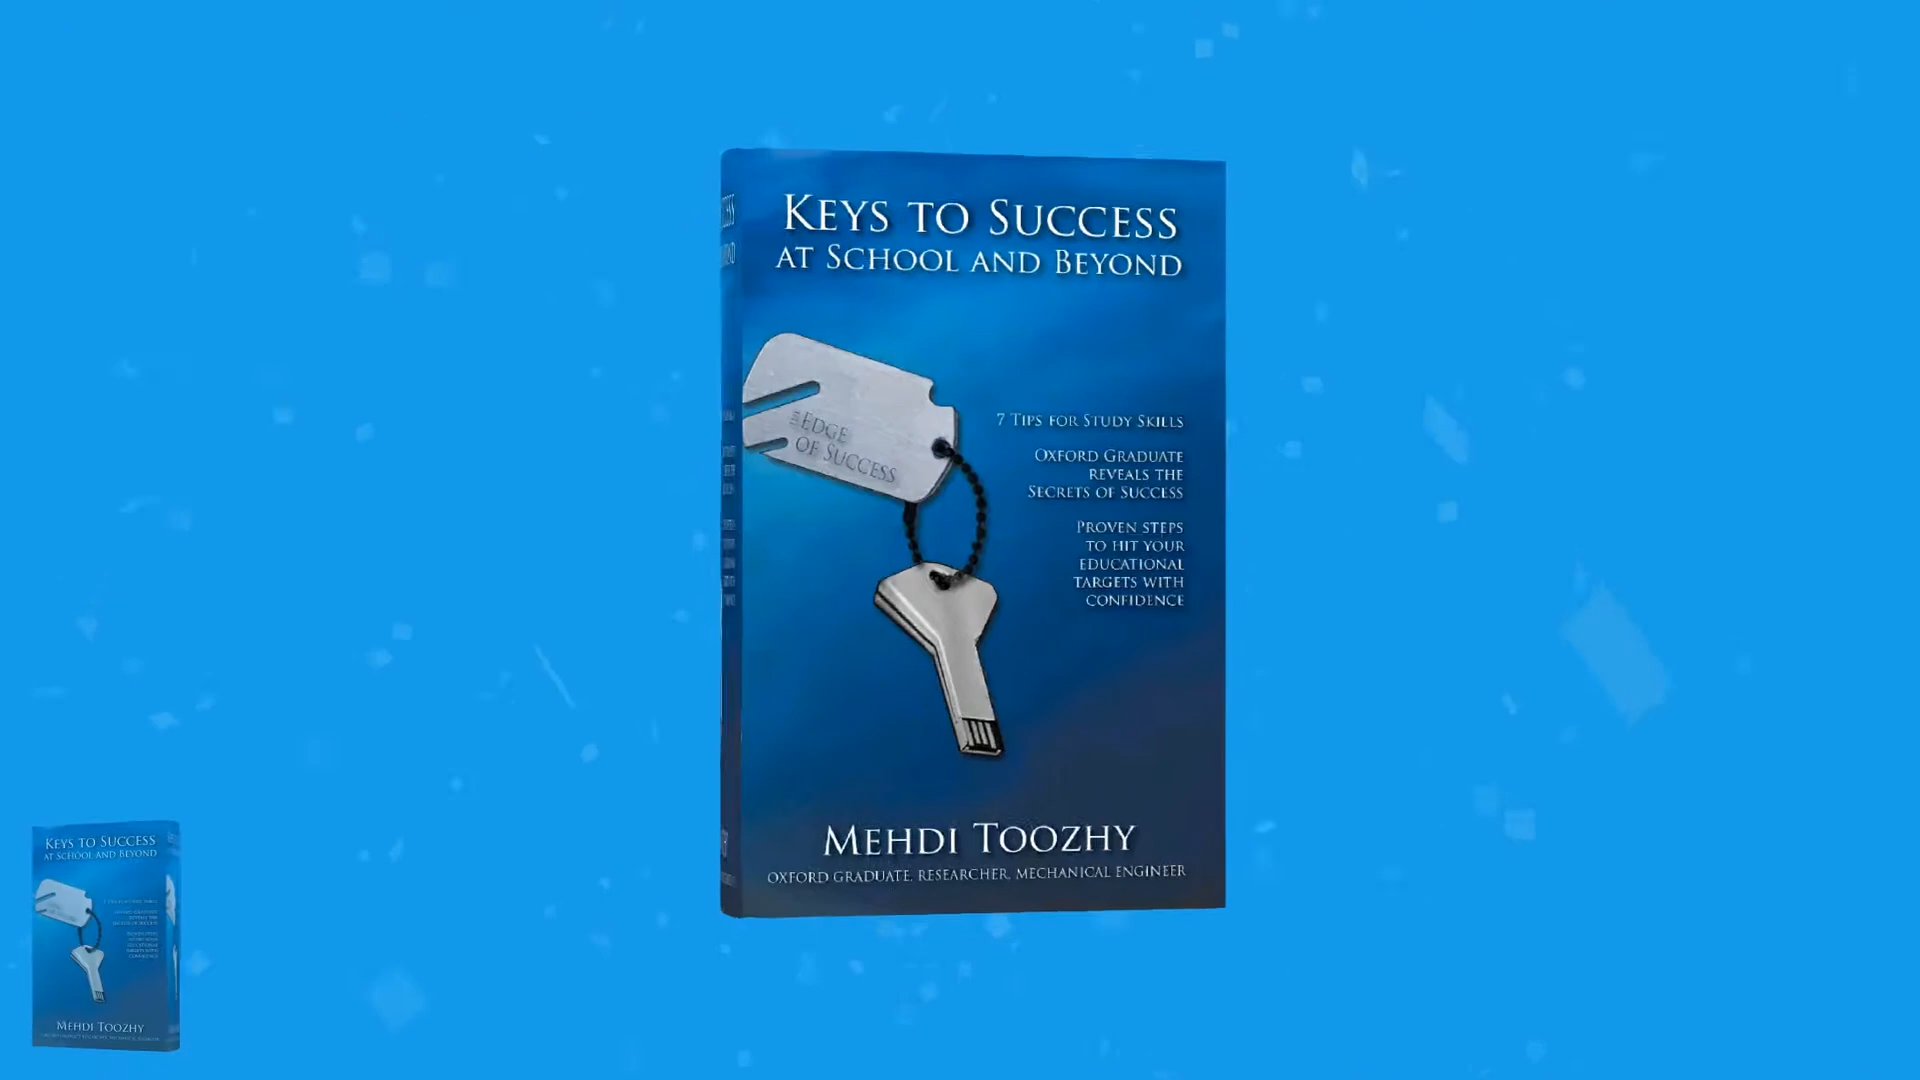 KEYS TO SUCCESS
AT SCHOOL AND BEYOND
EDGE
OF SUCCESS
7 TIPS FOR STUDY SKILLS
OXFORD GRADUATE
REVEALS THE
SECRETS OF SUCCESS
PROVEN STEPS
TO HIT YOUR
EDUCATIONAL
TARGETS WITH
CONFIDENCE
MEHDI TOOZHY
OXFORD GRADUATE, RESEARCHER, MECHANICAL ENGINEER
KEYS TO SUCCESS
AT SCHOOL AND BEYOND
MEHDI TOOZHY